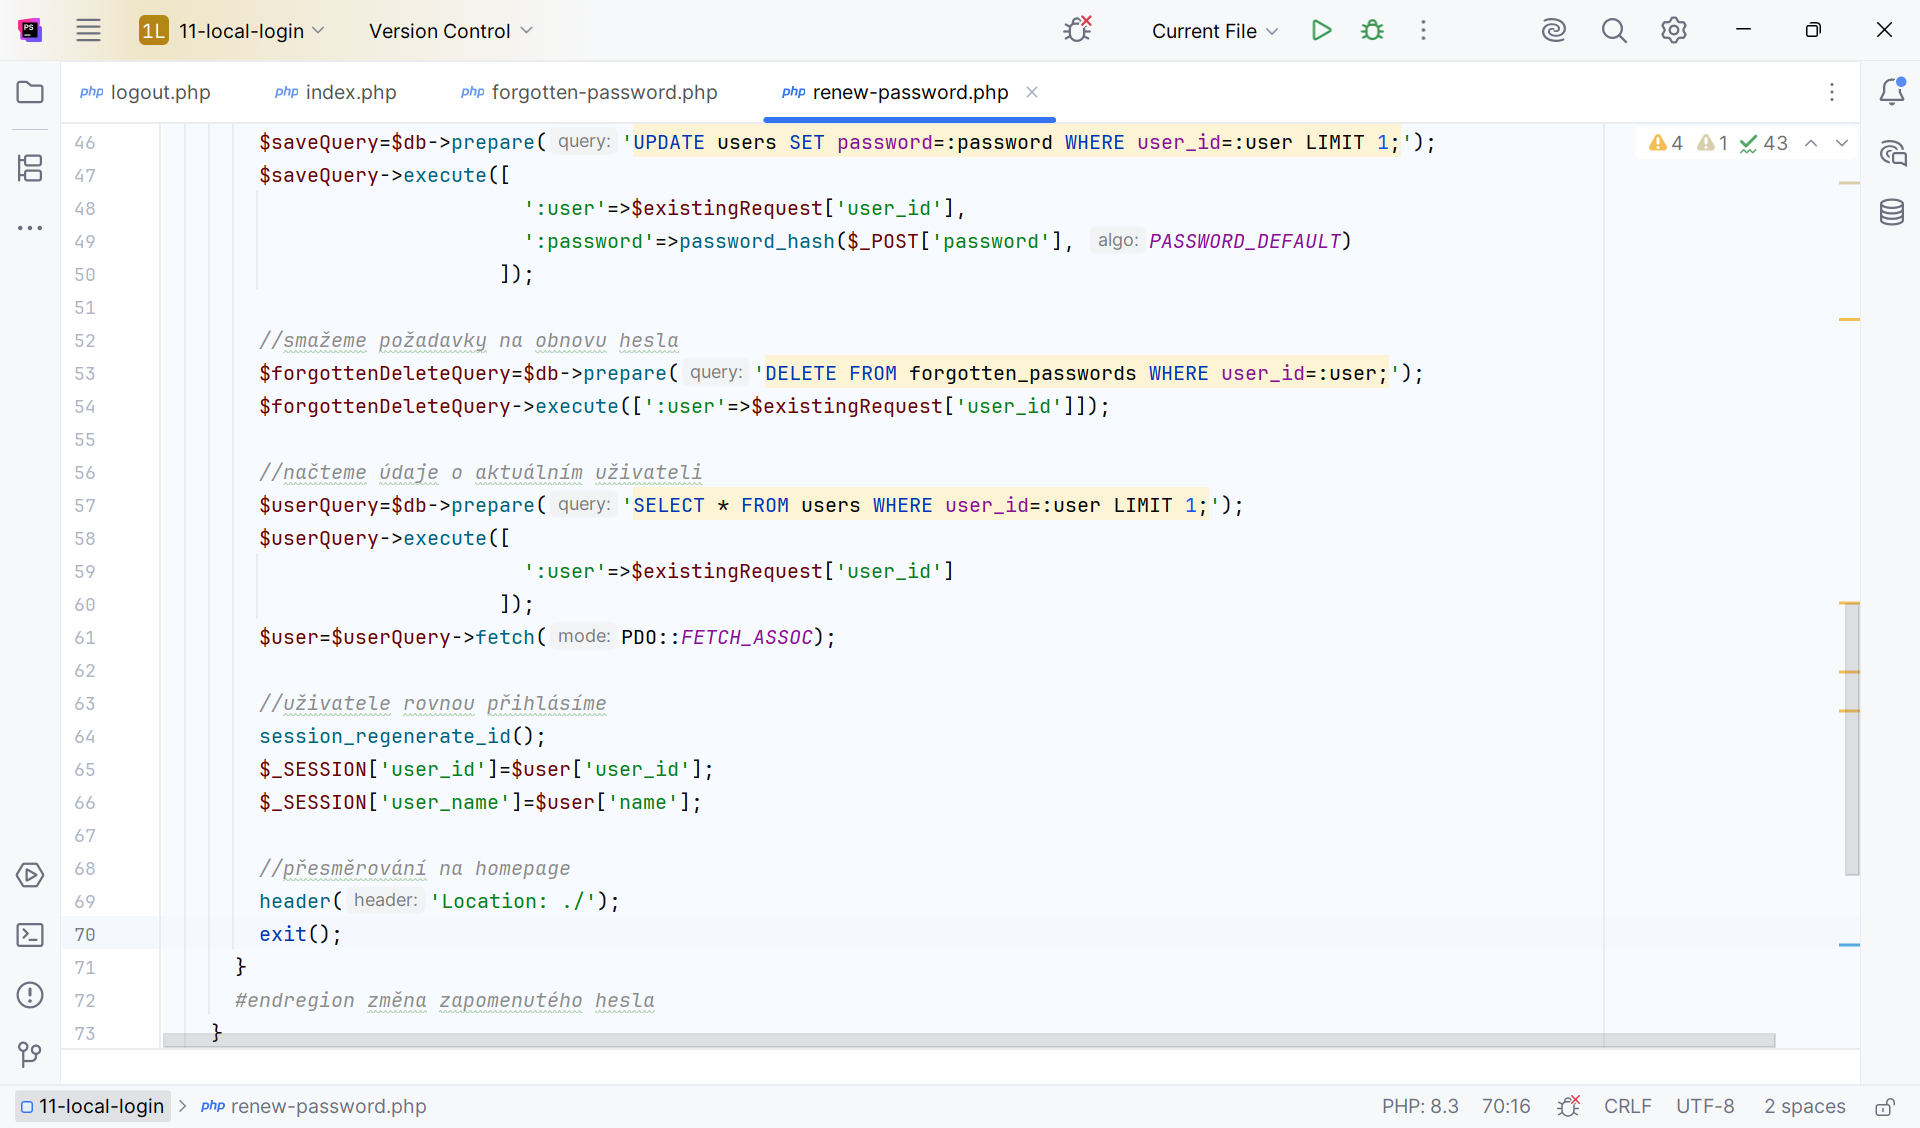 PS
1L 11-local-login Version Control Current File
php logout.php php index.php php forgotten-password.php php renew-password.php
46 $saveQuery=$db->prepare( query: 'UPDATE users SET password=:password WHERE user_id=:user LIMIT 1;'); 4 1 43
47 $saveQuery->execute([
48 ':user'=>$existingRequest['user_id'],
49 ':password'=>password_hash($_POST['password'], algo: PASSWORD_DEFAULT)
50 ]);
51
52 //smažeme požadavky na obnovu hesla
53 $forgottenDeleteQuery=$db->prepare( query: 'DELETE FROM forgotten_passwords WHERE user_id=:user;');
54 $forgottenDeleteQuery->execute([':user'=>$existingRequest['user_id']]);
55
56 //načteme údaje o aktuálním uživateli
57 $userQuery=$db->prepare( query: 'SELECT * FROM users WHERE user_id=:user LIMIT 1;');
58 $userQuery->execute([
59 ':user'=>$existingRequest['user_id']
60 ]);
61 $user=$userQuery->fetch( mode: PDO::FETCH_ASSOC);
62
63 //uživatele rovnou přihlásíme
64 session_regenerate_id();
65 $_SESSION['user_id']=$user['user_id'];
66 $_SESSION['user_name']=$user['name'];
67
68 //přesměrování na homepage
69 header( header: 'Location: ./');
70 exit();
71 }
72 #endregion změna zapomenutého hesla
73 }
11-local-login > php renew-password.php PHP: 8.3 70:16 CRLF UTF-8 2 spaces